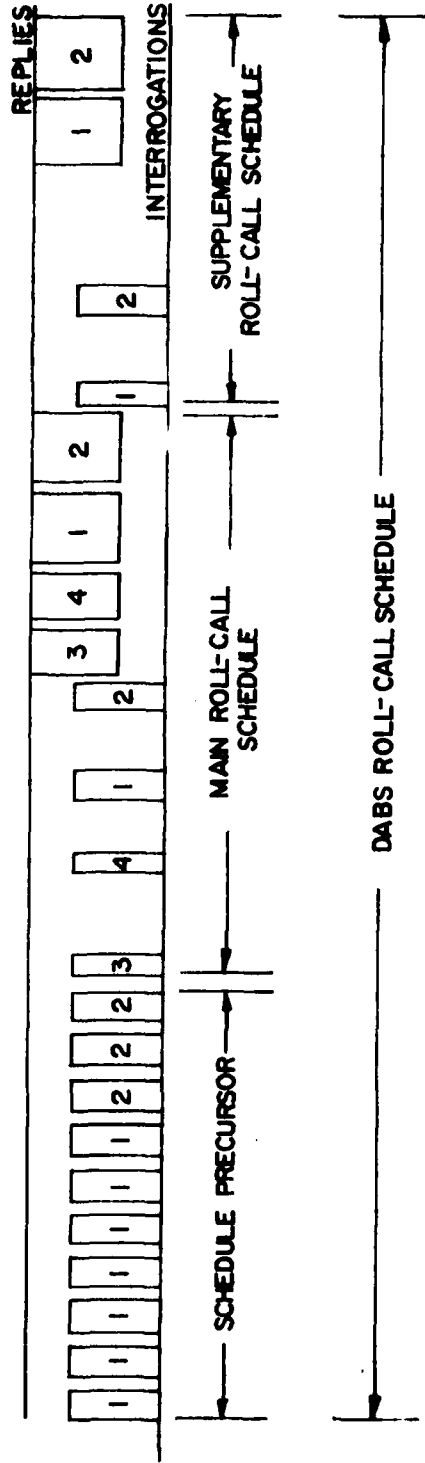 REPLIES
3 4 1 2 1 2
1 1 1 1 1 1 1 2 2 2 3 4 1 2 1 2
INTERROGATIONS
SCHEDULE PRECURSOR
MAIN ROLL-CALL
SCHEDULE
SUPPLEMENTARY
ROLL-CALL SCHEDULE
DABS ROLL-CALL SCHEDULE